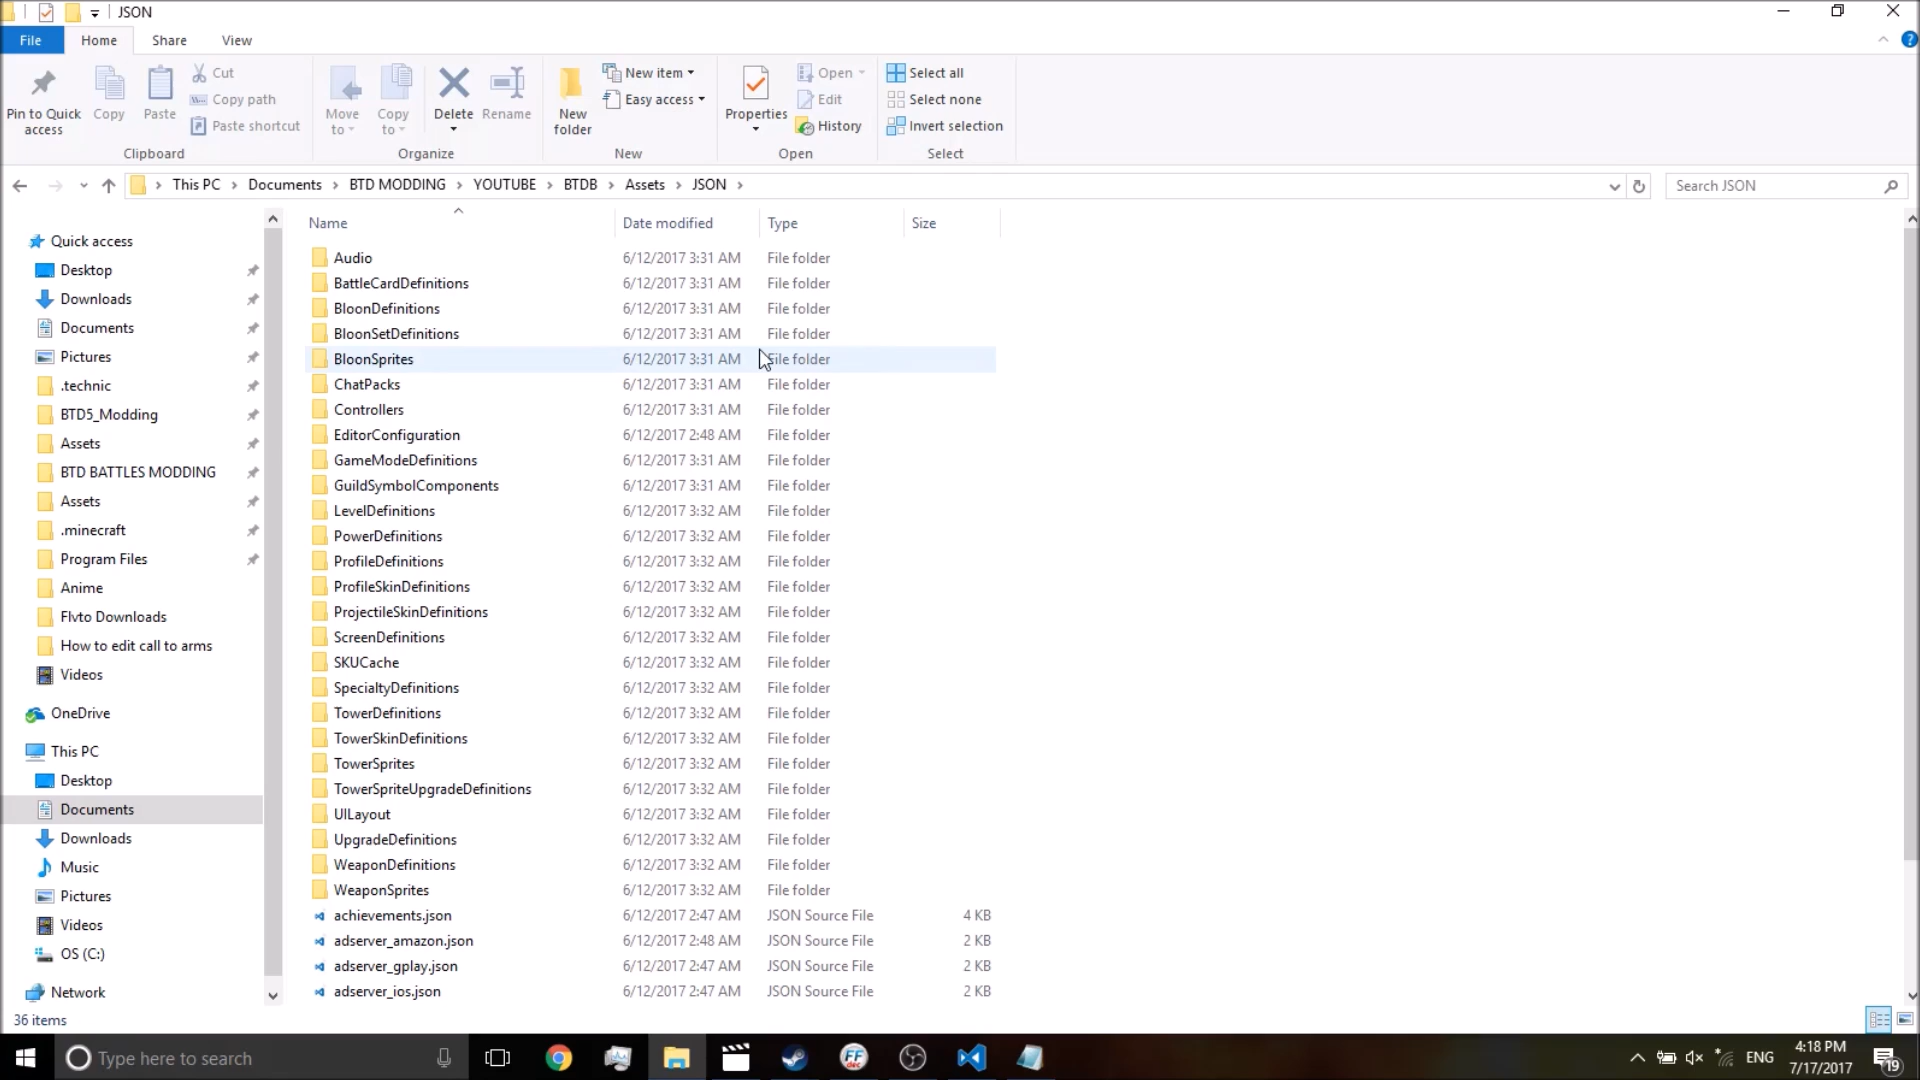 JSON
File Home Share View
Pin to Quick access
Copy
Paste
Cut
Copy path
Paste shortcut
Clipboard
Move to
Copy to
Delete
Rename
Organize
New folder
New item
Easy access
New
Properties
Open
Edit
History
Open
Select all
Select none
Invert selection
Select
This PC > Documents > BTD MODDING > YOUTUBE > BTDB > Assets > JSON >
Search JSON
Quick access
Desktop
Downloads
Documents
Pictures
.technic
BTD5_Modding
Assets
BTD BATTLES MODDING
Assets
.minecraft
Program Files
Anime
Flvto Downloads
How to edit call to arms
Videos
OneDrive
This PC
Desktop
Documents
Downloads
Music
Pictures
Videos
OS (C:)
Network
Name Date modified Type Size
Audio 6/12/2017 3:31 AM File folder
BattleCardDefinitions 6/12/2017 3:31 AM File folder
BloonDefinitions 6/12/2017 3:31 AM File folder
BloonSetDefinitions 6/12/2017 3:31 AM File folder
BloonSprites 6/12/2017 3:31 AM File folder
ChatPacks 6/12/2017 3:31 AM File folder
Controllers 6/12/2017 3:31 AM File folder
EditorConfiguration 6/12/2017 2:48 AM File folder
GameModeDefinitions 6/12/2017 3:31 AM File folder
GuildSymbolComponents 6/12/2017 3:31 AM File folder
LevelDefinitions 6/12/2017 3:32 AM File folder
PowerDefinitions 6/12/2017 3:32 AM File folder
ProfileDefinitions 6/12/2017 3:32 AM File folder
ProfileSkinDefinitions 6/12/2017 3:32 AM File folder
ProjectileSkinDefinitions 6/12/2017 3:32 AM File folder
ScreenDefinitions 6/12/2017 3:32 AM File folder
SKUCache 6/12/2017 3:32 AM File folder
SpecialtyDefinitions 6/12/2017 3:32 AM File folder
TowerDefinitions 6/12/2017 3:32 AM File folder
TowerSkinDefinitions 6/12/2017 3:32 AM File folder
TowerSprites 6/12/2017 3:32 AM File folder
TowerSpriteUpgradeDefinitions 6/12/2017 3:32 AM File folder
UILayout 6/12/2017 3:32 AM File folder
UpgradeDefinitions 6/12/2017 3:32 AM File folder
WeaponDefinitions 6/12/2017 3:32 AM File folder
WeaponSprites 6/12/2017 3:32 AM File folder
achievements.json 6/12/2017 2:47 AM JSON Source File 4 KB
adserver_amazon.json 6/12/2017 2:48 AM JSON Source File 2 KB
adserver_gplay.json 6/12/2017 2:47 AM JSON Source File 2 KB
adserver_ios.json 6/12/2017 2:47 AM JSON Source File 2 KB
36 items
Type here to search
FF
dec
ENG
4:18 PM
7/17/2017
19